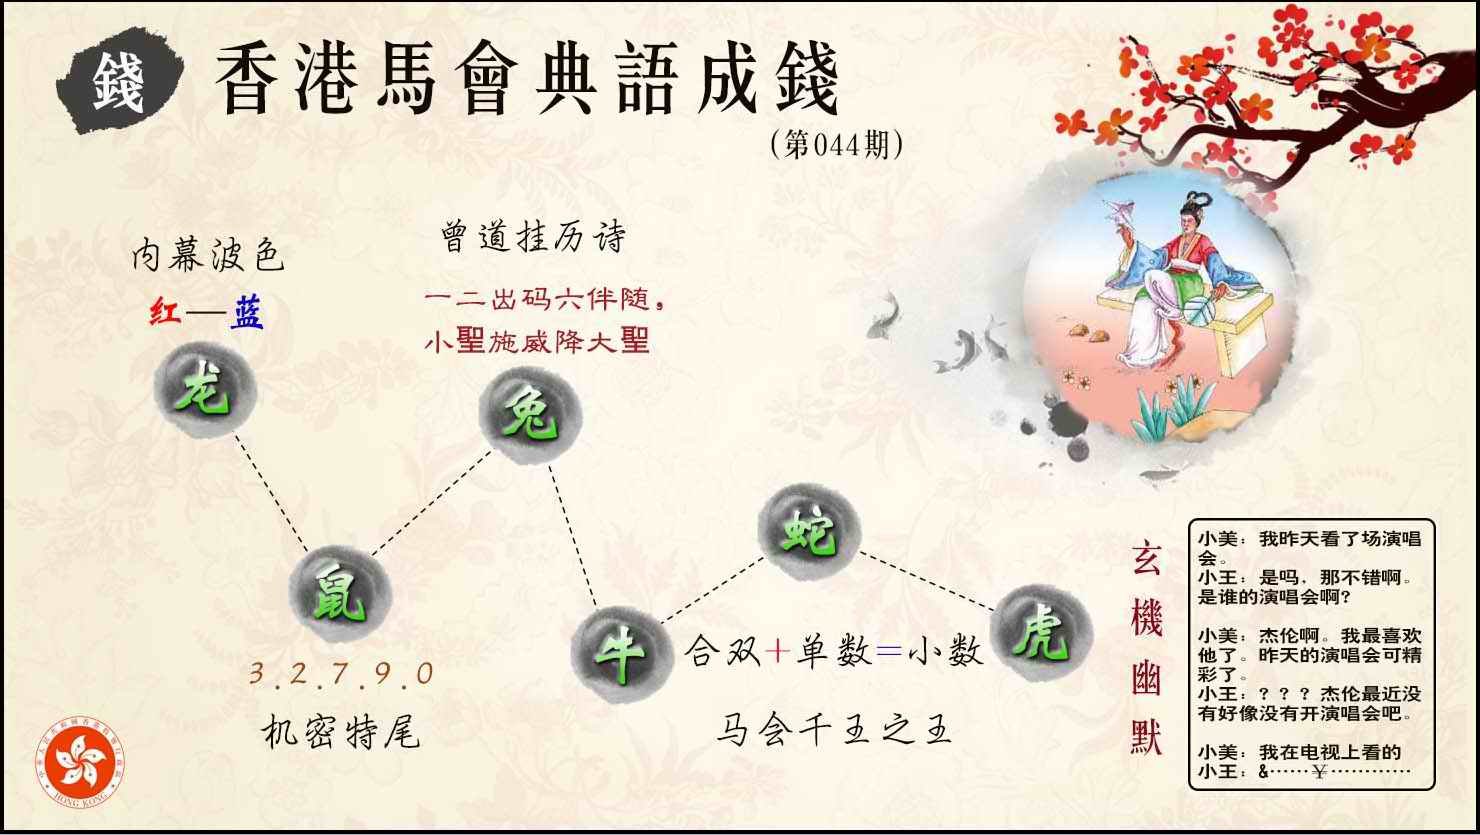 錢
香港馬會典語成錢
(第044期)
内幕波色
红—蓝
曾道挂历诗
一二出码六伴随，
小聖施威降大聖
龙
兔
鼠
蛇
牛
虎
3.2.7.9.0
机密特尾
合双+单数=小数
马会千王之王
玄機幽默
小美：我昨天看了场演唱
会。
小王：是吗，那不错啊。
是谁的演唱会啊？
小美：杰伦啊。我最喜欢
他了。昨天的演唱会可精
彩了。
小王：？？？杰伦最近没
有好像没有开演唱会吧。
小美：我在电视上看的
小王：&……￥…………
HONG KONG